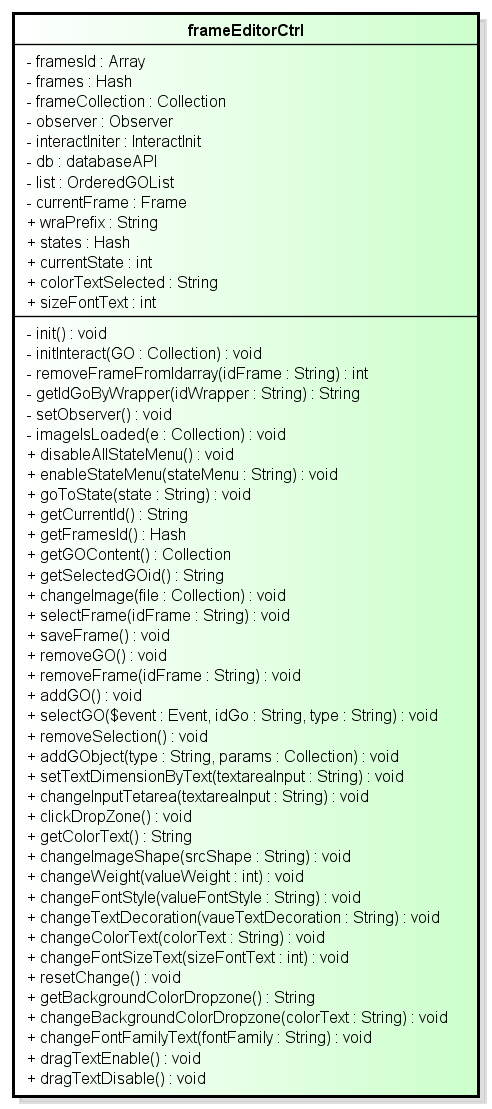 frameEditorCtrl
- framesId : Array
- frames : Hash
- frameCollection : Collection
- observer : Observer
- interactIniter : InteractInit
- db : databaseAPI
- list : OrderedGOList
- currentFrame : Frame
+ wraPrefix : String
+ states : Hash
+ currentState : int
+ colorTextSelected : String
+ sizeFontText : int
- init() : void
- initInteract(GO : Collection) : void
- removeFrameFromIdarray(idFrame : String) : int
- getIdGoByWrapper(idWrapper : String) : String
- setObserver() : void
- imageIsLoaded(e : Collection) : void
+ disableAllStateMenu() : void
+ enableStateMenu(stateMenu : String) : void
+ goToState(state : String) : void
+ getCurrentId() : String
+ getFramesId() : Hash
+ getGOContent() : Collection
+ getSelectedGOid() : String
+ changeImage(file : Collection) : void
+ selectFrame(idFrame : String) : void
+ saveFrame() : void
+ removeGO() : void
+ removeFrame(idFrame : String) : void
+ addGO() : void
+ selectGO($event : Event, idGo : String, type : String) : void
+ removeSelection() : void
+ addGObject(type : String, params : Collection) : void
+ setTextDimensionByText(textareaInput : String) : void
+ changeInputTetarea(textareaInput : String) : void
+ clickDropZone() : void
+ getColorText() : String
+ changeImageShape(srcShape : String) : void
+ changeWeight(valueWeight : int) : void
+ changeFontStyle(valueFontStyle : String) : void
+ changeTextDecoration(vaueTextDecoration : String) : void
+ changeColorText(colorText : String) : void
+ changeFontSizeText(sizeFontText : int) : void
+ resetChange() : void
+ getBackgroundColorDropzone() : String
+ changeBackgroundColorDropzone(colorText : String) : void
+ changeFontFamilyText(fontFamily : String) : void
+ dragTextEnable() : void
+ dragTextDisable() : void